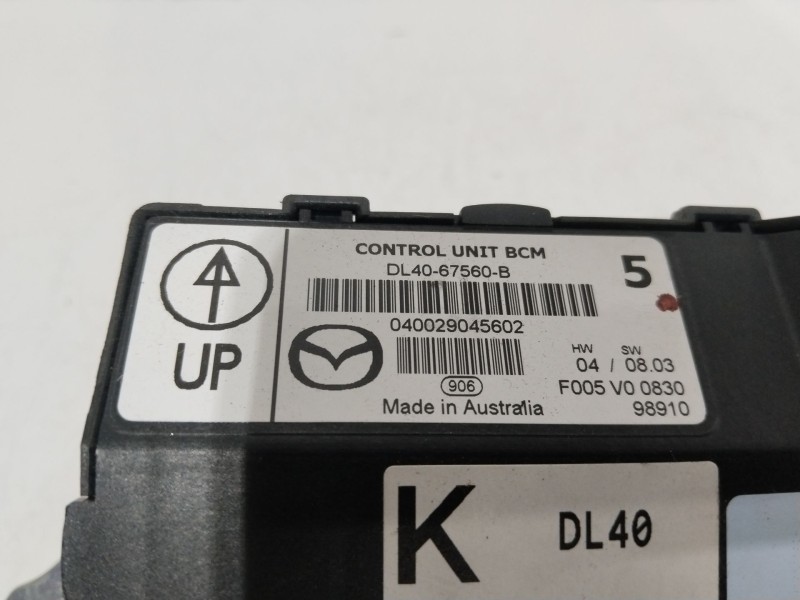 UP
CONTROL UNIT BCM
DL40-67560-B
5
040029045602
HW SW
04 / 08.03
906
F005 V0 0830
Made in Australia
98910
K
DL40